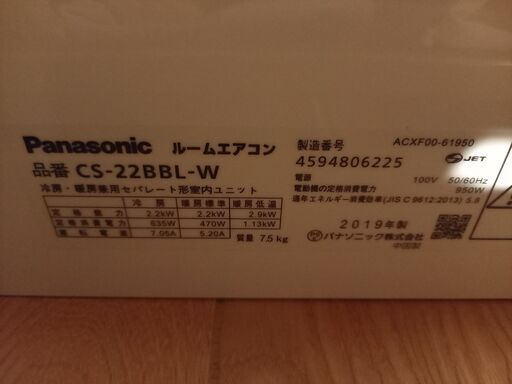 Panasonic ルームエアコン
品番 CS-22BBL-W
冷房・暖房兼用セパレート形室内ユニット
冷房 暖房標準 暖房低温
定格能力 2.2kW 2.2kW 2.9kW
定格消費電力 635W 470W 1.13kW
運転電流 7.05A 5.20A
質量 7.5kg
製造番号 ACXF00-61950
4594806225
JET
電源 100V 50/60Hz
電動機の定格消費電力 950W
通年エネルギー消費効率(JIS C 9612:2013) 5.8
2019年製
パナソニック株式会社
中国製